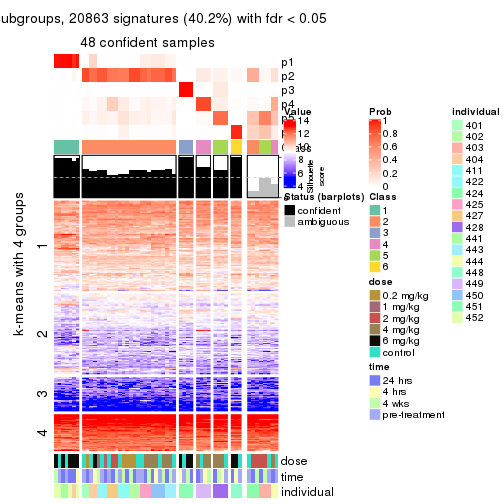 ubgroups, 20863 signatures (40.2%) with fdr < 0.05
48 confident samples
p1
p2
p3
p4
k-means with 4 groups
1
2
3
4
dose
time
individual
Value
14
12
10
8
6
4
Silhouette
score
Status (barplots)
confident
ambiguous
Prob
1
0.8
0.6
0.4
0.2
0
Class
1
2
3
4
5
6
dose
0.2 mg/kg
1 mg/kg
2 mg/kg
4 mg/kg
6 mg/kg
control
time
24 hrs
4 hrs
4 wks
pre-treatment
Individual
401
402
403
404
411
422
424
425
427
428
441
443
444
448
449
450
451
452